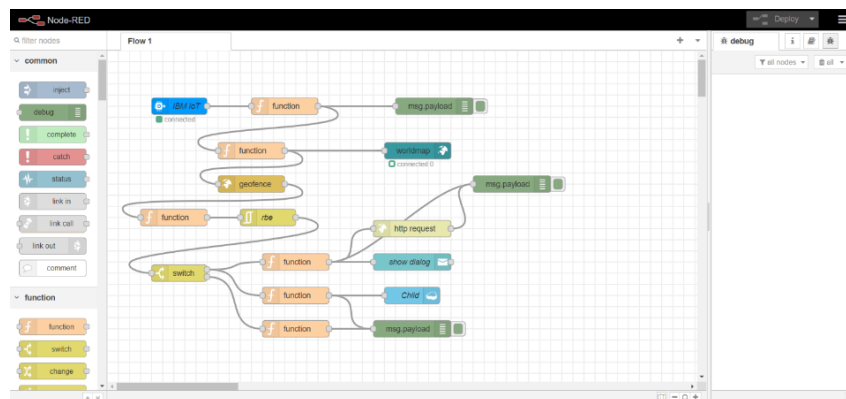 Node-RED
Deploy
filter nodes
Flow 1
debug
i
all nodes
all
common
inject
debug
complete
catch
status
link in
link call
link out
comment
function
function
switch
change
IBM IoT
connected
function
msg.payload
function
worldmap
connected 0
geofence
msg.payload
function
rbe
http request
switch
function
show dialog
function
Child
function
msg.payload